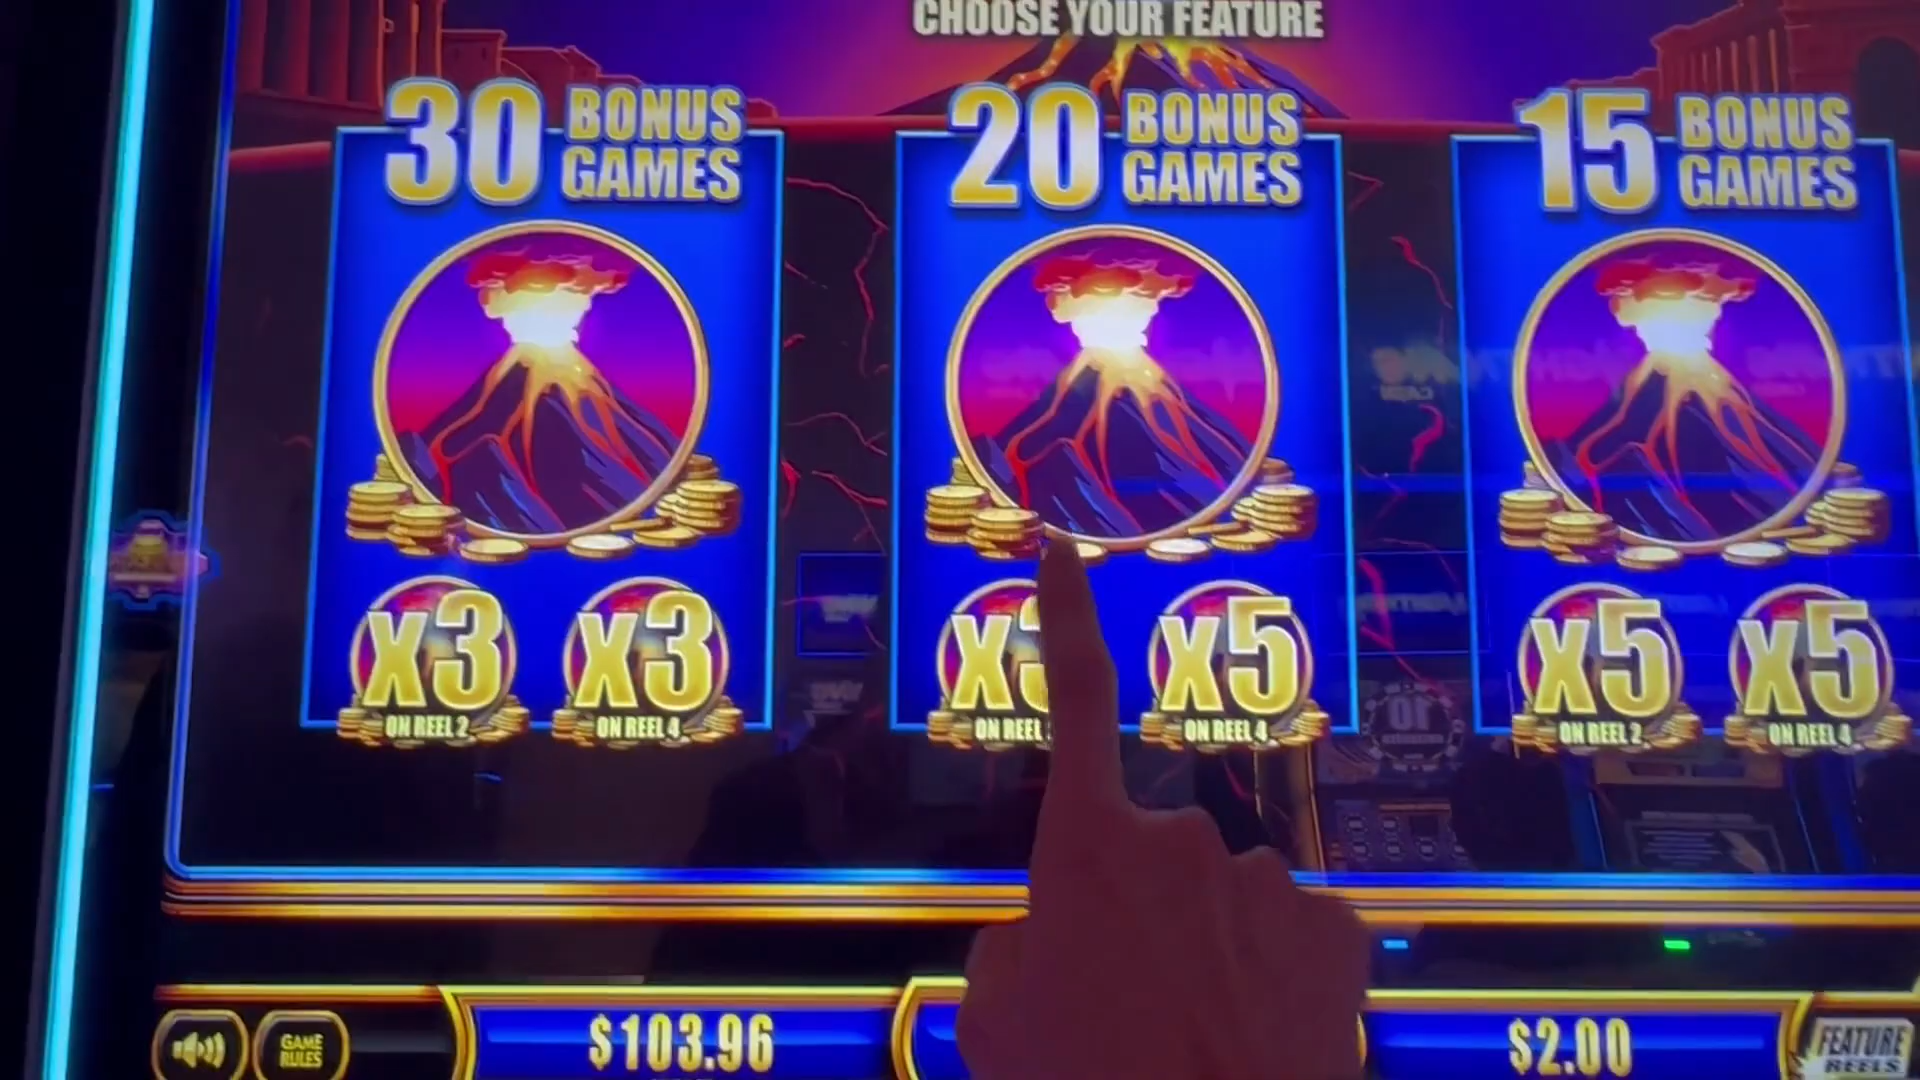 CHOOSE YOUR FEATURE
30 BONUS GAMES
20 BONUS GAMES
15 BONUS GAMES
x3 ON REEL 2
x3 ON REEL 4
ON REEL
x5 ON REEL 4
x5 ON REEL 2
x5 ON REEL 4
GAME RULES
$103.96
$2.00
FEATURE REELS